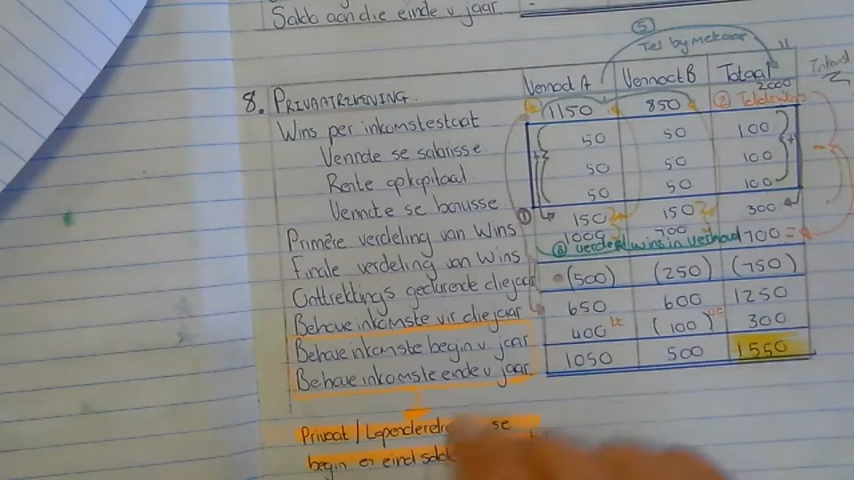 Saldo aan die einde v jaar
⑤
Tel by mekaar
8. PRIVAATREKENING. Vennoot A Vennoot B Totaal
Wins per inkomstestaat 1150 850 2000
Vennote se salarisse 50 50 100
Rente op kapitaal 50 50 100
Vennote se bonusse 50 50 100
Primêre verdeling van Wins ① 150 150 300
Finale verdeling van Wins 1000 700 1700
④ verdeel wins in verhoud
Onttrekkings gedurende die jaar (500) (250) (750)
Behoue inkomste vir die jaar 650 600 1250
Behoue inkomste begin v jaar 400 (100) 300
Behoue inkomste einde v jaar 1050 500 1550
Privaat / se
begin en eind